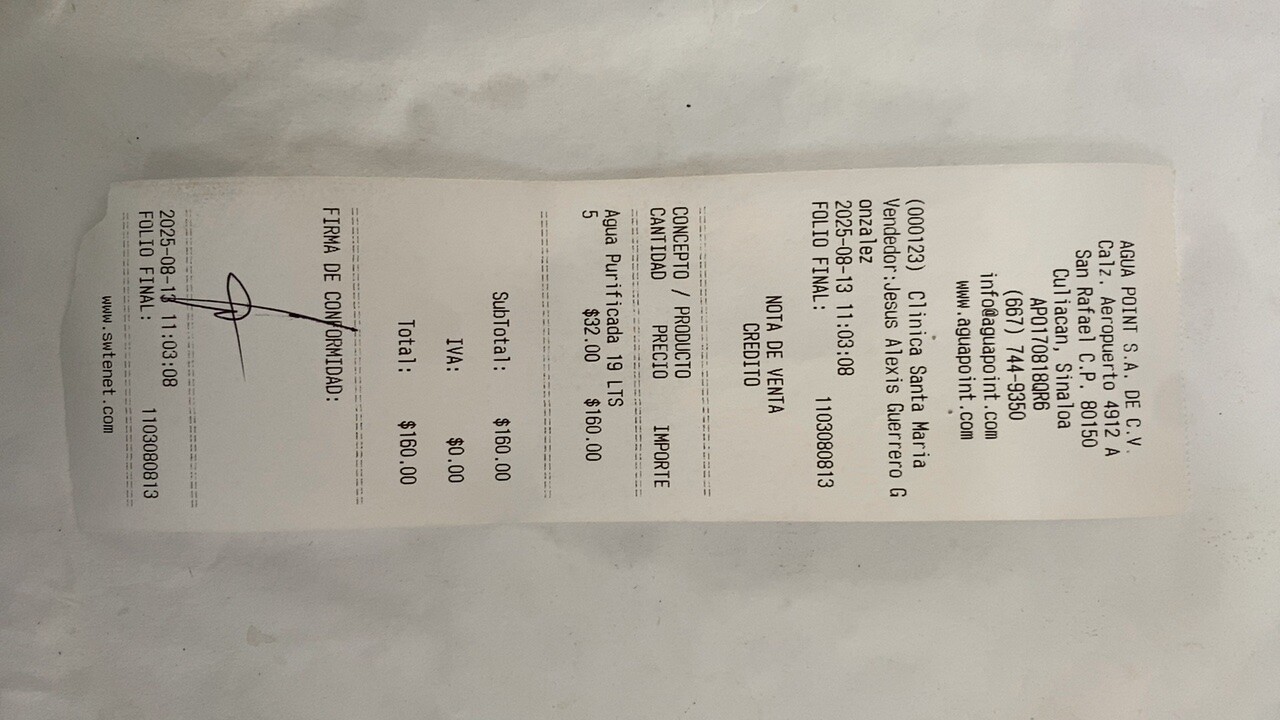 AGUA POINT S.A. DE C.V.
Calz. Aeropuerto 4912 A
San Rafael C.P. 80150
Culiacan, Sinaloa
APO170818QR6
(667) 744-9350
info@aguapoint.com
www.aguapoint.com
(000123) Clinica Santa Maria
Vendedor:Jesus Alexis Guerrero G
onzalez
2025-08-13 11:03:08
FOLIO FINAL: 1103080813
NOTA DE VENTA
CREDITO
CONCEPTO / PRODUCTO
CANTIDAD PRECIO IMPORTE
Agua Purificada 19 LTS
5 $32.00 $160.00
SubTotal: $160.00
IVA: $0.00
Total: $160.00
FIRMA DE CONFORMIDAD:
2025-08-13 11:03:08
FOLIO FINAL: 1103080813
www.swtenet.com